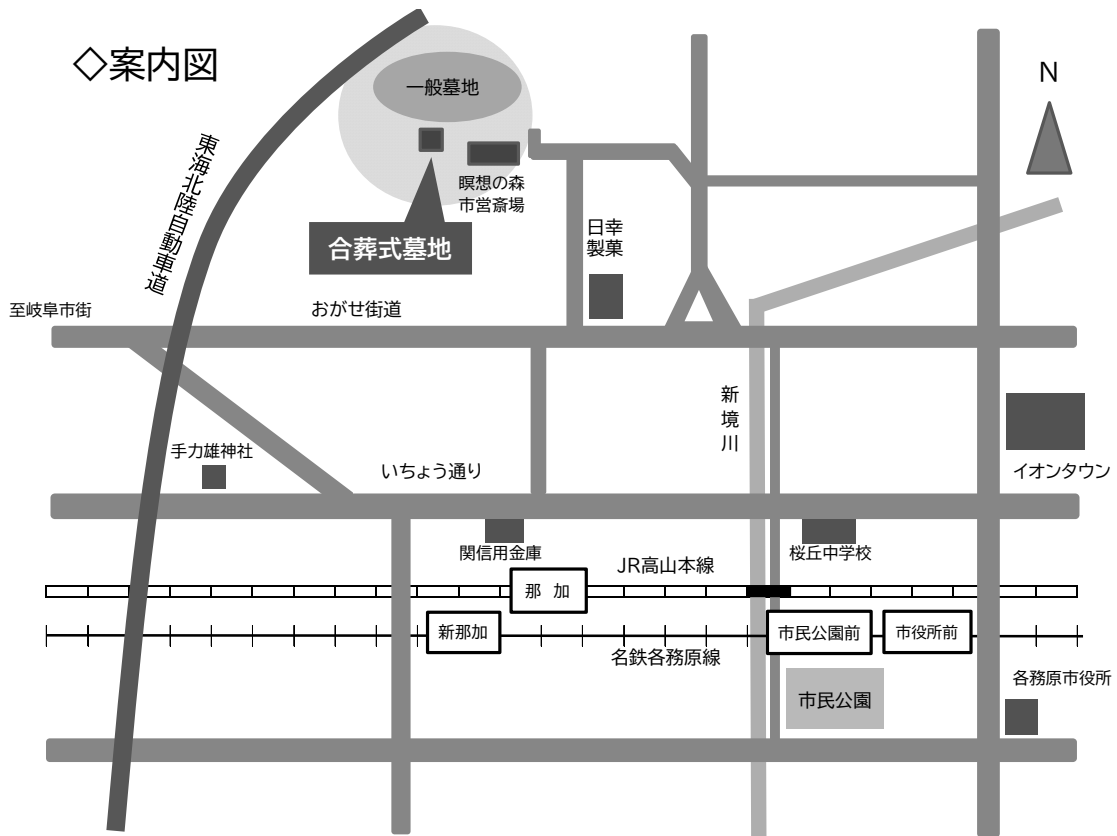 ◇案内図
N
一般墓地
東海北陸自動車道
瞑想の森
市営斎場
合葬式墓地
日幸
製菓
至岐阜市街
おがせ街道
新境川
手力雄神社
いちょう通り
イオンタウン
関信用金庫
桜丘中学校
JR高山本線
那 加
新那加
市民公園前
市役所前
名鉄各務原線
各務原市役所
市民公園